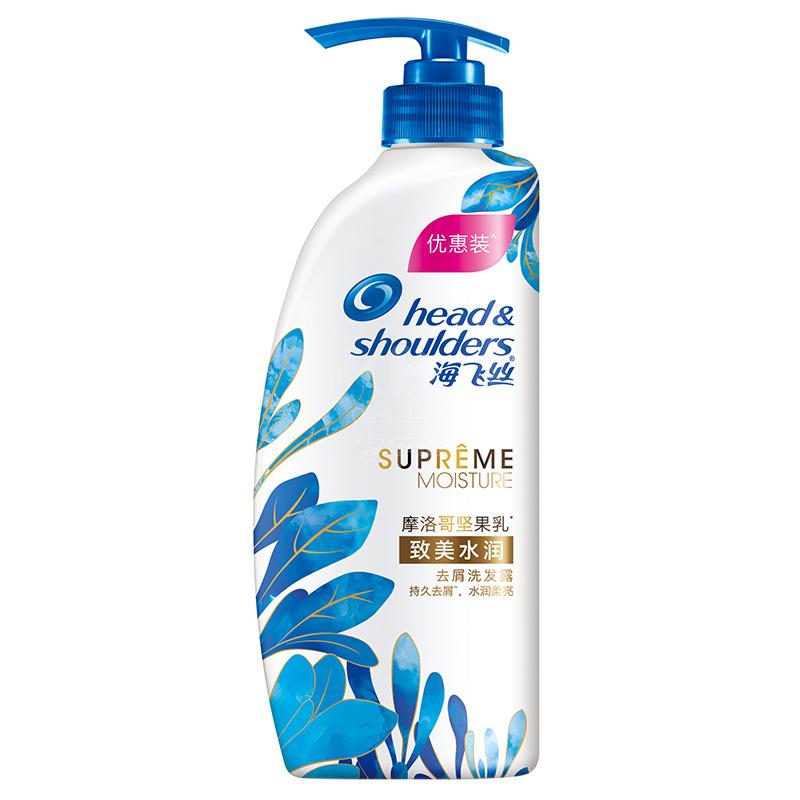 优惠装^
head &
shoulders®
海飞丝
SUPRÊME
MOISTURE
摩洛哥坚果乳*
致美水润
去屑洗发露
持久去屑~，水润柔亮